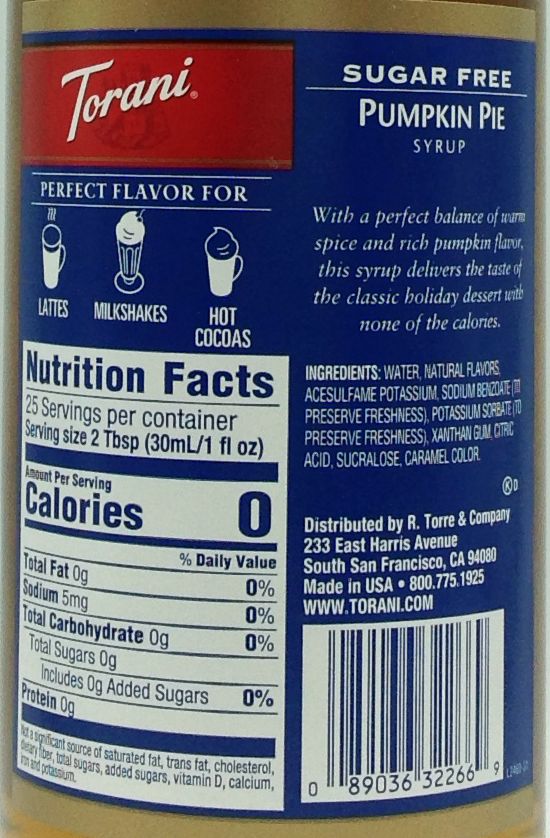 Torani®
SUGAR FREE
PUMPKIN PIE
SYRUP
PERFECT FLAVOR FOR
LATTES
MILKSHAKES
HOT
COCOAS
With a perfect balance of warm
spice and rich pumpkin flavor,
this syrup delivers the taste of
the classic holiday dessert with
none of the calories.
Nutrition Facts
25 Servings per container
Serving size 2 Tbsp (30mL/1 fl oz)
Amount Per Serving
Calories 0
% Daily Value
Total Fat 0g 0%
Sodium 5mg 0%
Total Carbohydrate 0g 0%
Total Sugars 0g
Includes 0g Added Sugars 0%
Protein 0g
Not a significant source of saturated fat, trans fat, cholesterol,
dietary fiber, total sugars, added sugars, vitamin D, calcium,
iron and potassium.
INGREDIENTS: WATER, NATURAL FLAVORS,
ACESULFAME POTASSIUM, SODIUM BENZOATE (TO
PRESERVE FRESHNESS), POTASSIUM SORBATE (TO
PRESERVE FRESHNESS), XANTHAN GUM, CITRIC
ACID, SUCRALOSE, CARAMEL COLOR.
Ⓚ D
Distributed by R. Torre & Company
233 East Harris Avenue
South San Francisco, CA 94080
Made in USA • 800.775.1925
WWW.TORANI.COM
0 89036 32266 9